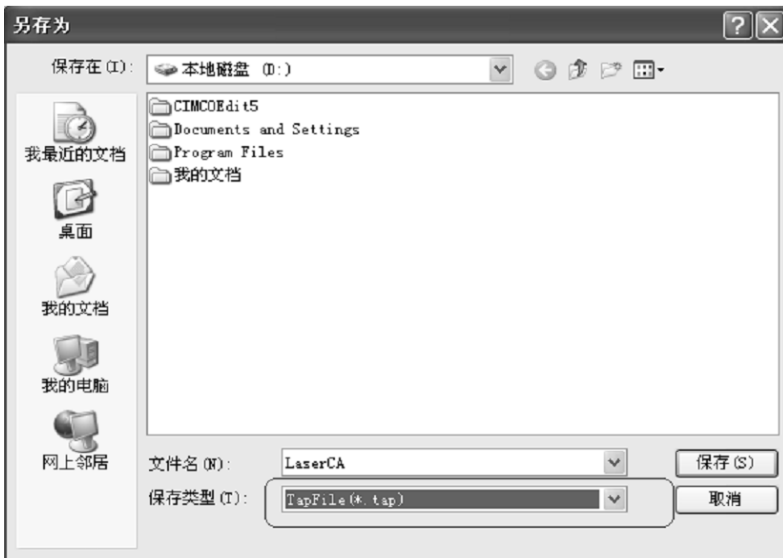 另存为
保存在(I):
本地磁盘 (D:)
CIMCOEdit5
Documents and Settings
Program Files
我的文档
我最近的文档
桌面
我的文档
我的电脑
网上邻居
文件名(N):
LaserCA
保存(S)
保存类型(T):
TapFile(*.tap)
取消